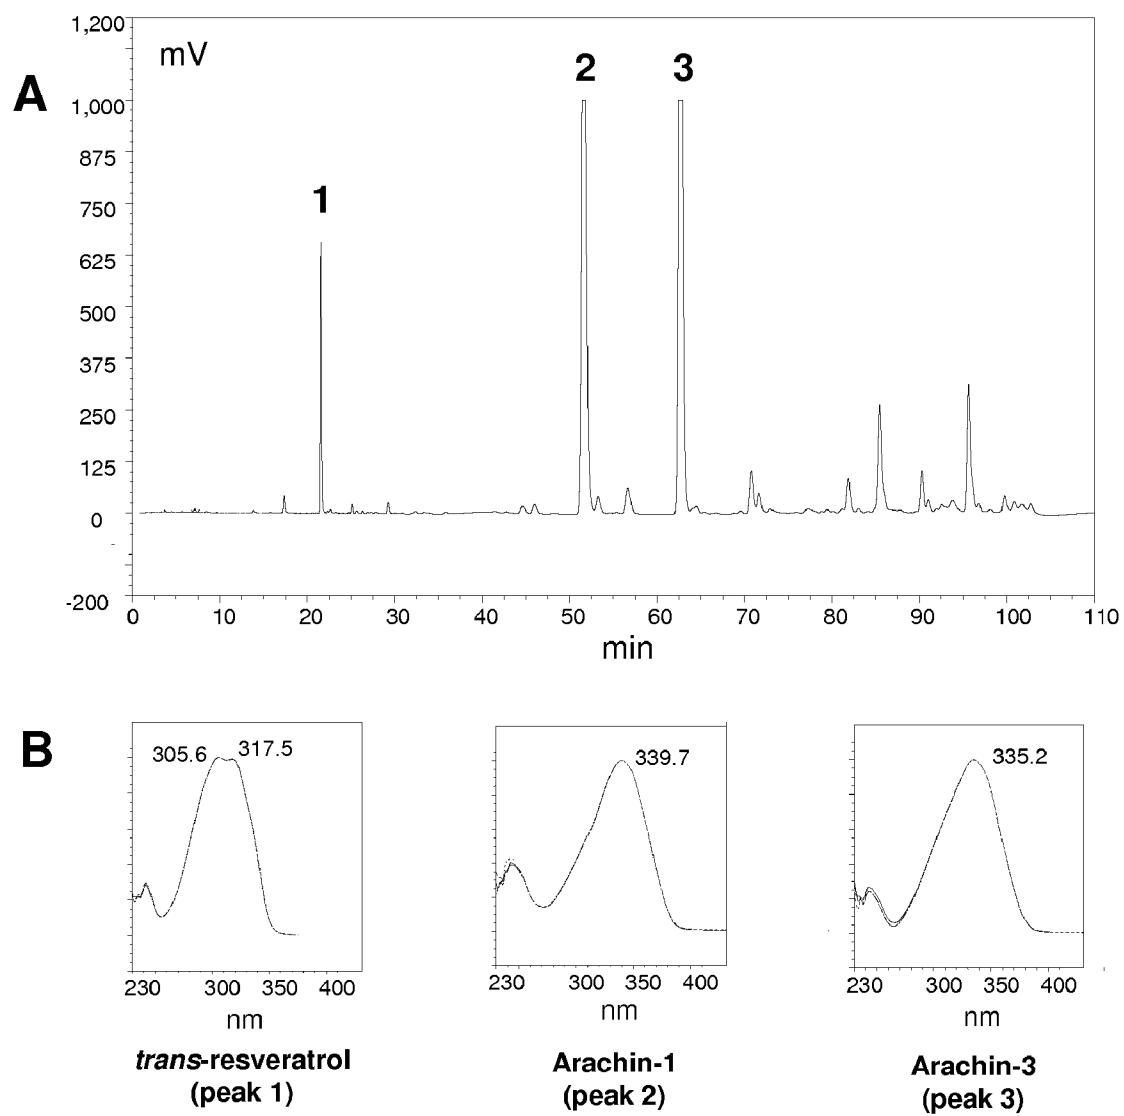 1,200
mV
A
2
3
1,000
875
750
1
625
500
375
250
125
0
-200
0 10 20 30 40 50 60 70 80 90 100 110
min
B
305.6 317.5
339.7
335.2
230 300 350 400
230 300 350 400
230 300 350 400
nm
nm
nm
trans-resveratrol
(peak 1)
Arachin-1
(peak 2)
Arachin-3
(peak 3)